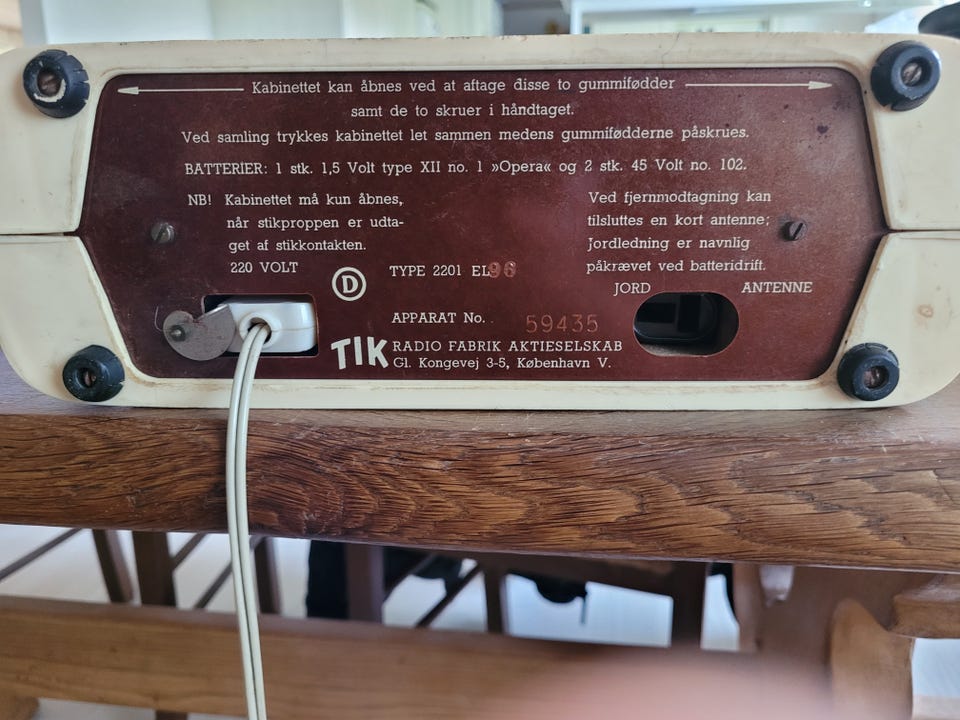 Kabinettet kan åbnes ved at aftage disse to gummifødder
samt de to skruer i håndtaget.
Ved samling trykkes kabinettet let sammen medens gummifødderne påskrues.
BATTERIER: 1 stk. 1,5 Volt type XII no. 1 »Opera« og 2 stk. 45 Volt no. 102.
NB! Kabinettet må kun åbnes,
når stikproppen er udta-
get af stikkontakten.
220 VOLT
Ved fjernmodtagning kan
tilsluttes en kort antenne;
Jordledning er navnlig
påkrævet ved batteridrift.
D
TYPE 2201 EL96
JORD ANTENNE
APPARAT No. 59435
TIK RADIO FABRIK AKTIESELSKAB
Gl. Kongevej 3-5, København V.